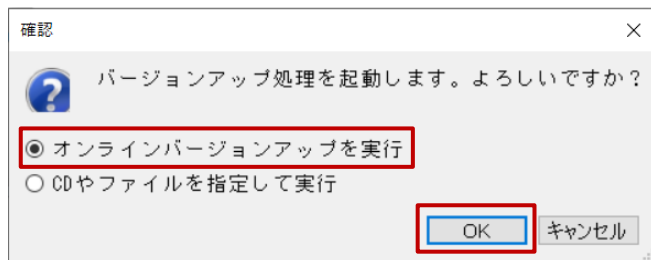 確認
バージョンアップ処理を起動します。よろしいですか?
オンラインバージョンアップを実行
CDやファイルを指定して実行
OK キャンセル